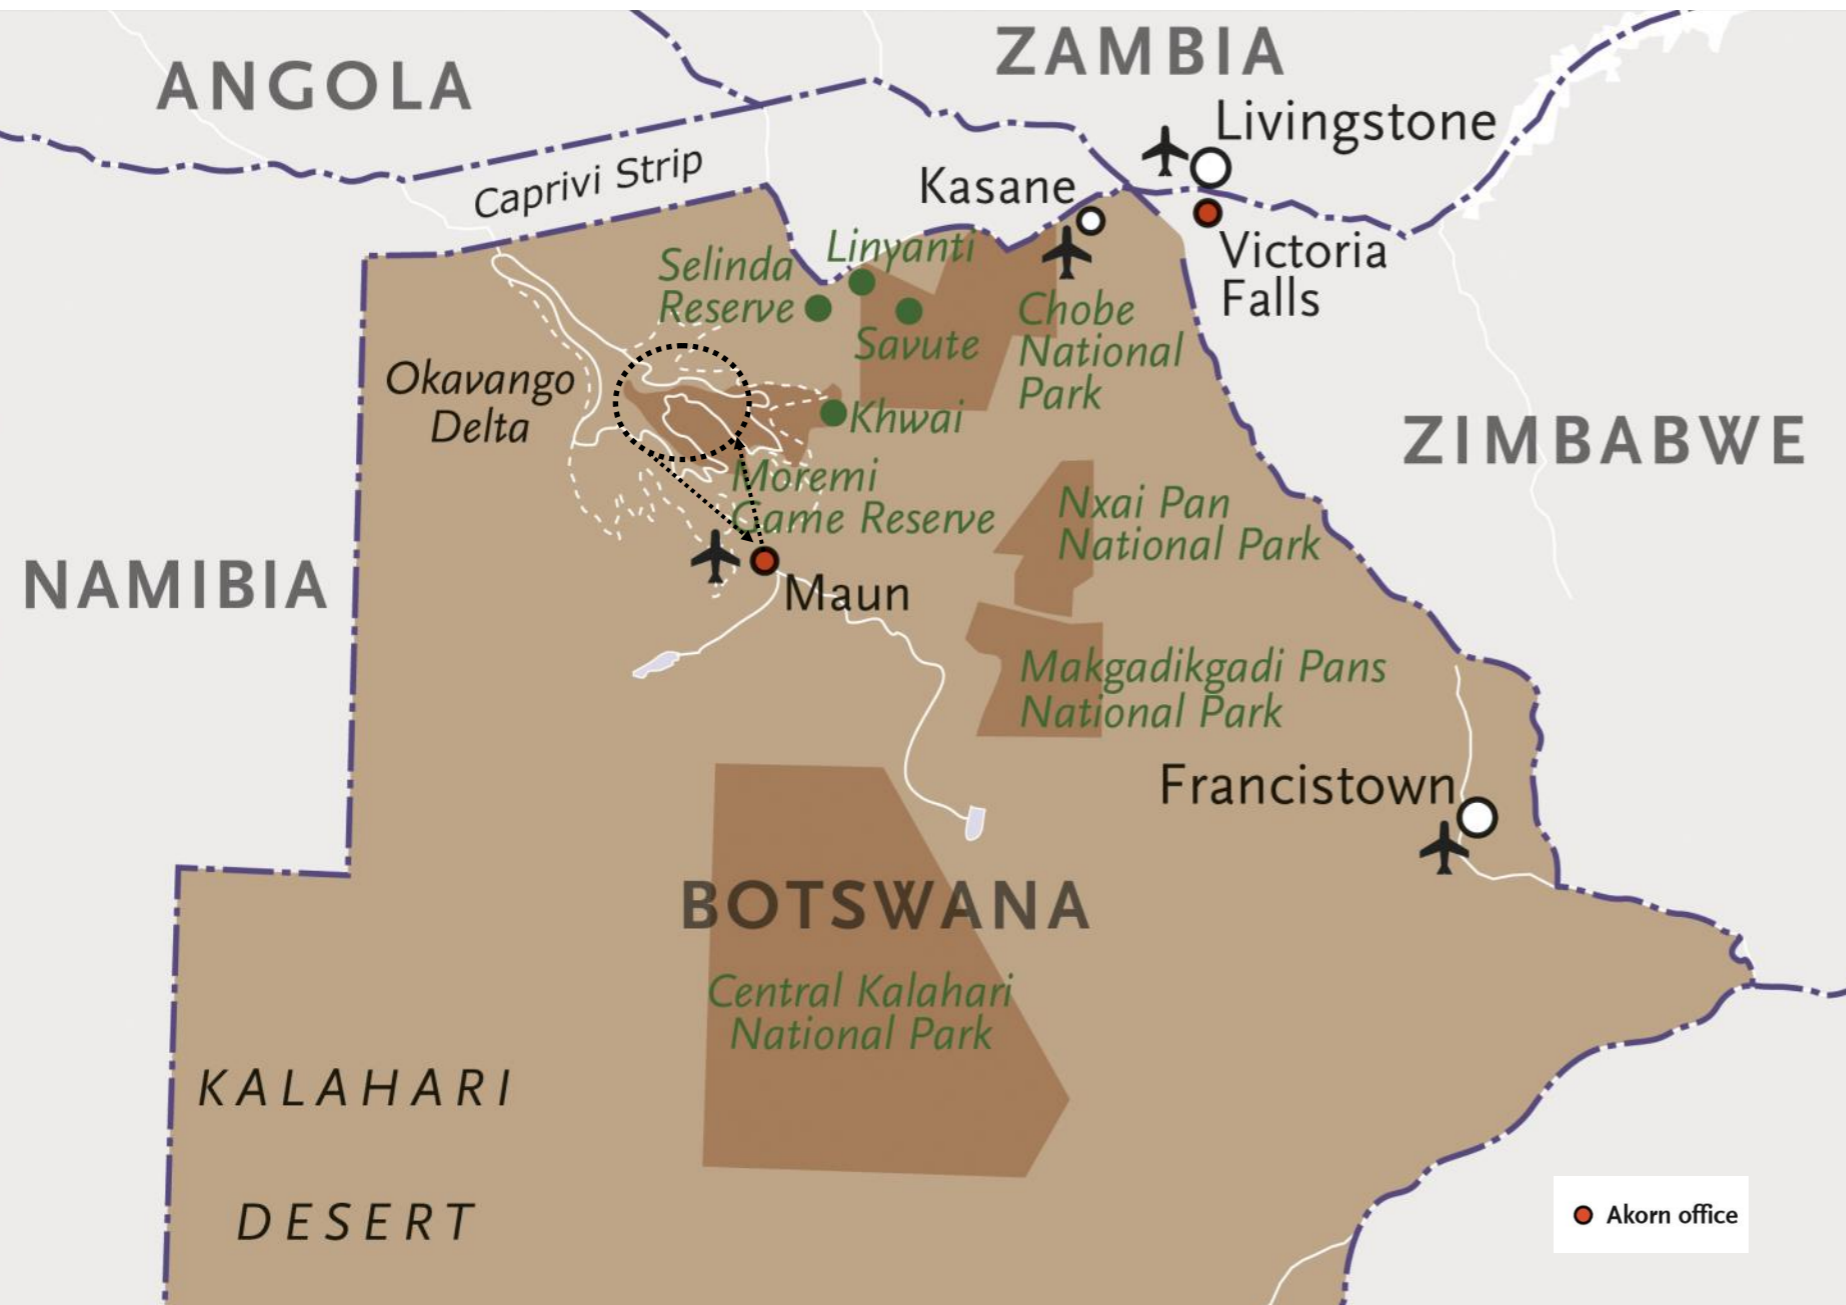 ANGOLA
ZAMBIA
Livingstone
Caprivi Strip
Kasane
Victoria
Falls
Linyanti
Selinda
Reserve
Savute
Chobe
National
Park
Okavango
Delta
Khwai
ZIMBABWE
Moremi
Game Reserve
Nxai Pan
National Park
NAMIBIA
Maun
Makgadikgadi Pans
National Park
Francistown
BOTSWANA
Central Kalahari
National Park
KALAHARI
DESERT
Akorn office